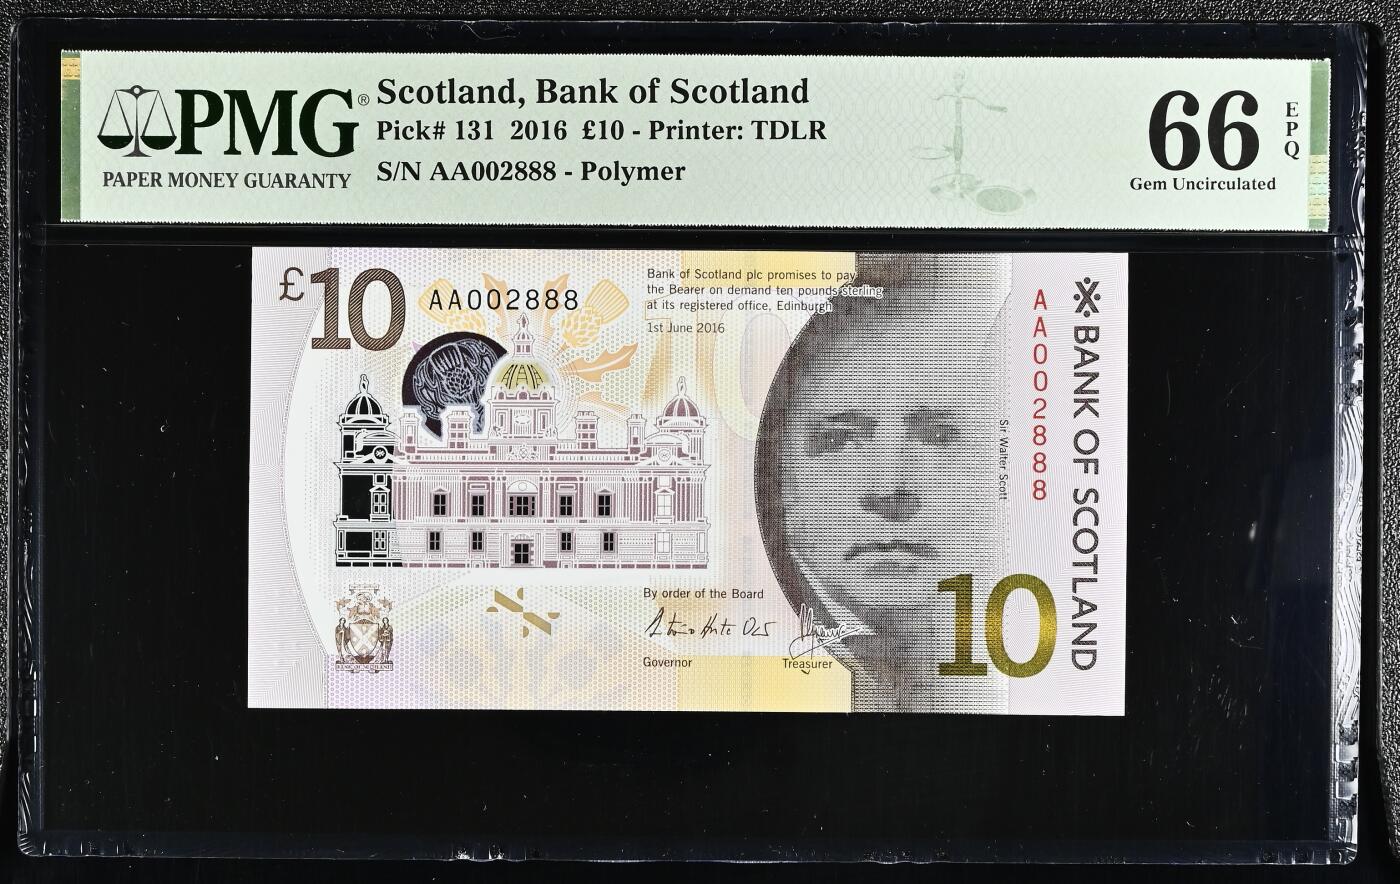 PMG®
PAPER MONEY GUARANTY
Scotland, Bank of Scotland
Pick# 131 2016 £10 - Printer: TDLR
S/N AA002888 - Polymer
66
EPQ
Gem Uncirculated
£10
AA002888
Bank of Scotland plc promises to pay
the Bearer on demand ten pounds sterling
at its registered office, Edinburgh
1st June 2016
By order of the Board
Governor
Treasurer
BANK OF SCOTLAND
Sir Walter Scott
AA002888
BANK OF SCOTLAND
10